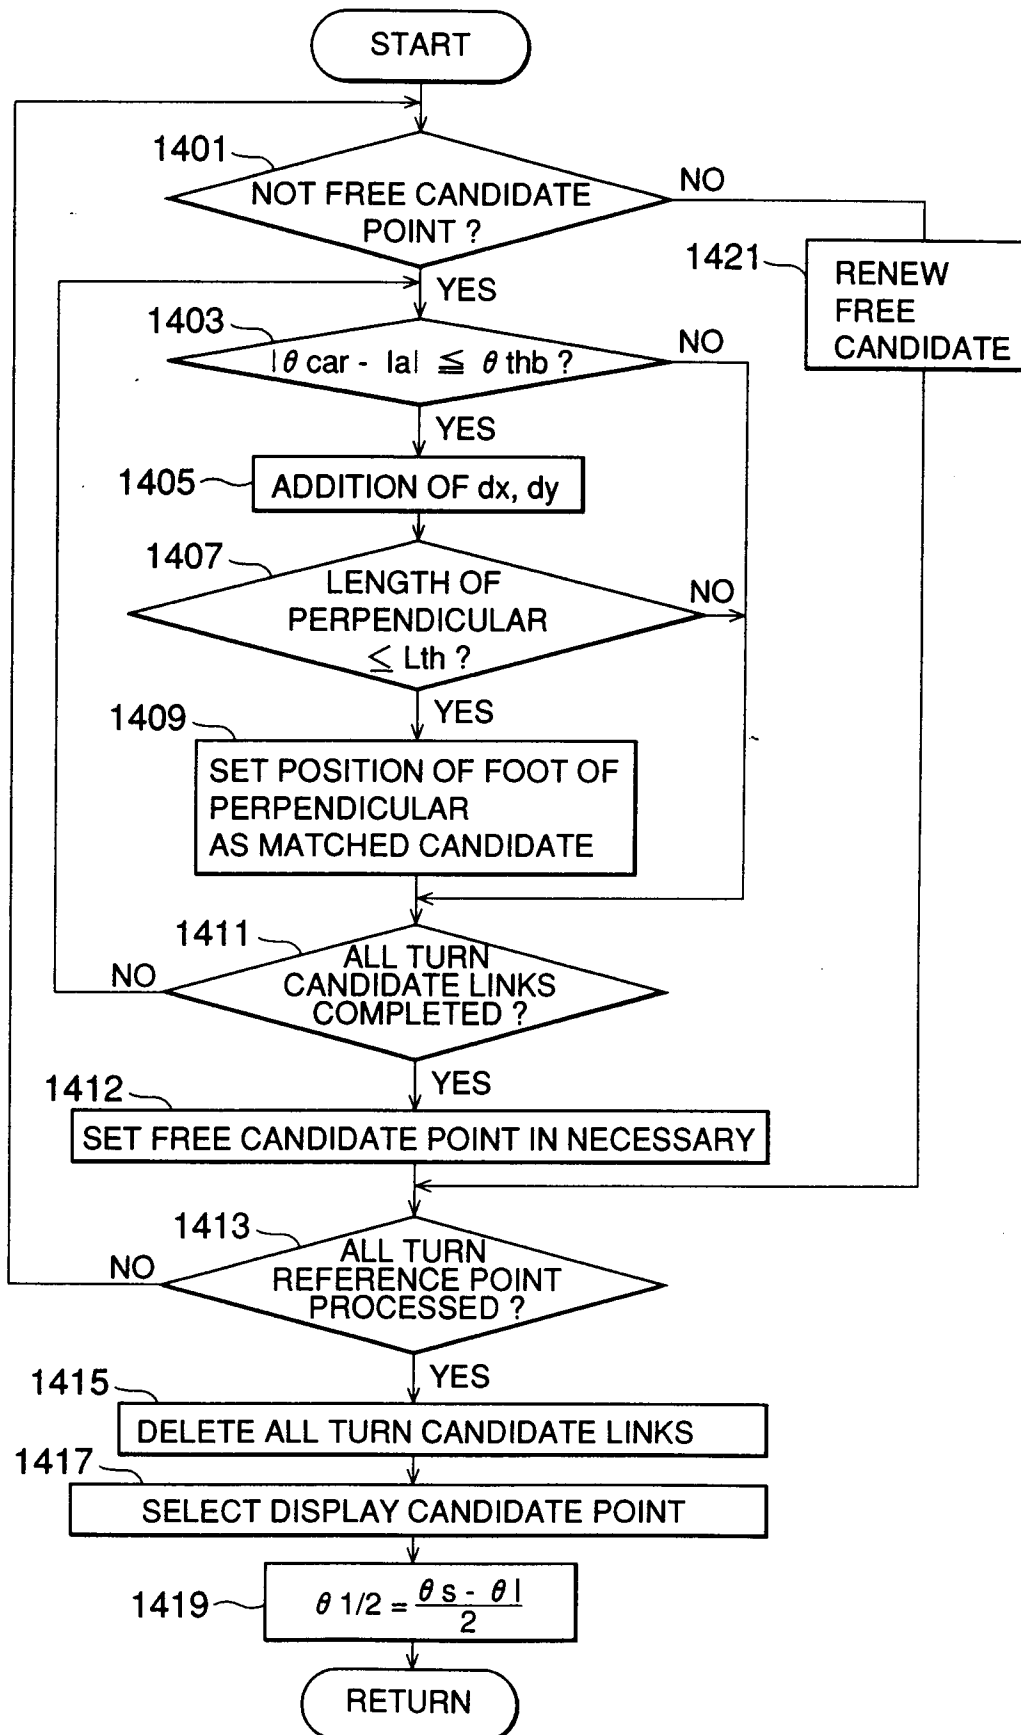 START
1401
NOT FREE CANDIDATE
POINT ?
NO
YES
1421
RENEW
FREE
CANDIDATE
1403
|θ car - la| ≦ θ thb ?
NO
YES
1405
ADDITION OF dx, dy
1407
LENGTH OF
PERPENDICULAR
≤ Lth ?
NO
YES
1409
SET POSITION OF FOOT OF
PERPENDICULAR
AS MATCHED CANDIDATE
1411
ALL TURN
CANDIDATE LINKS
COMPLETED ?
NO
YES
1412
SET FREE CANDIDATE POINT IN NECESSARY
1413
ALL TURN
REFERENCE POINT
PROCESSED ?
NO
YES
1415
DELETE ALL TURN CANDIDATE LINKS
1417
SELECT DISPLAY CANDIDATE POINT
1419
θ 1/2 = θ s - θ l
2
RETURN